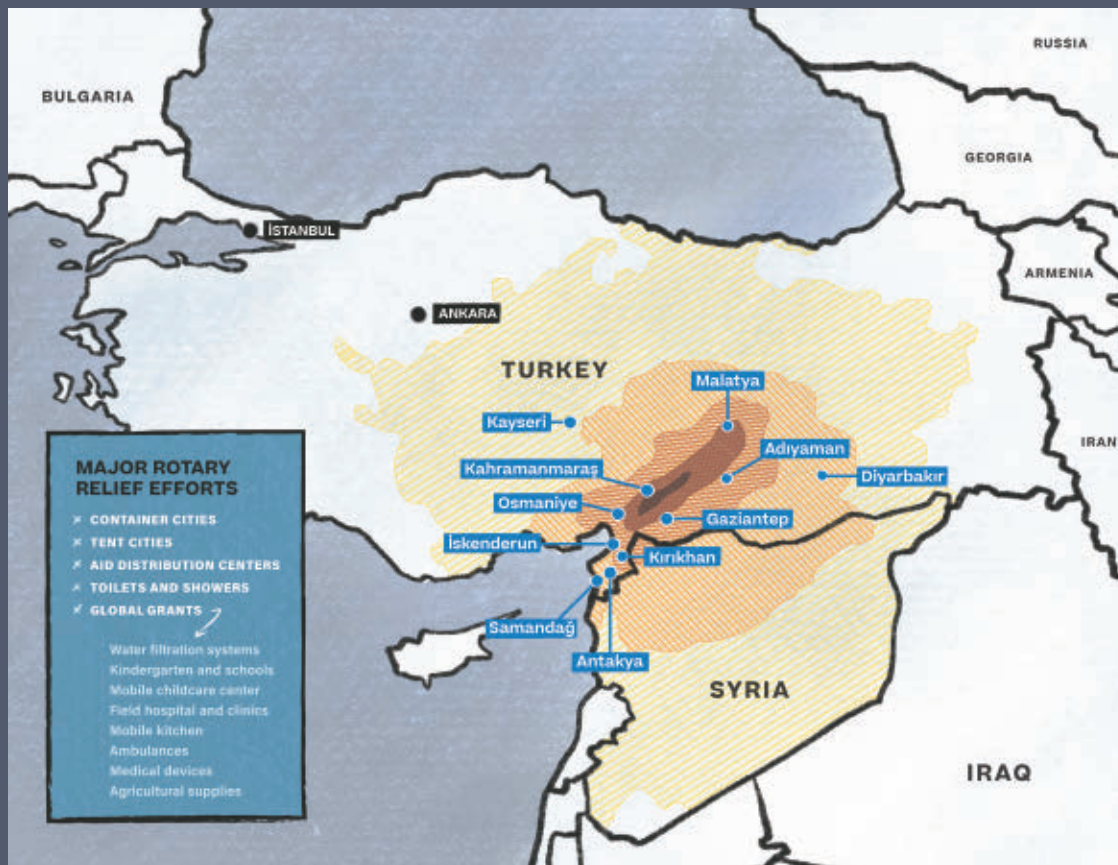 RUSSIA
BULGARIA
GEORGIA
İSTANBUL
ARMENIA
ANKARA
TURKEY
Malatya
Kayseri
IRAN
Adıyaman
Kahramanmaraş
Diyarbakır
Osmaniye
Gaziantep
İskenderun
Kırıkhan
Samandağ
Antakya
SYRIA
IRAQ
MAJOR ROTARY
RELIEF EFFORTS
CONTAINER CITIES
TENT CITIES
AID DISTRIBUTION CENTERS
TOILETS AND SHOWERS
GLOBAL GRANTS
Water filtration systems
Kindergarten and schools
Mobile childcare center
Field hospital and clinics
Mobile kitchen
Ambulances
Medical devices
Agricultural supplies